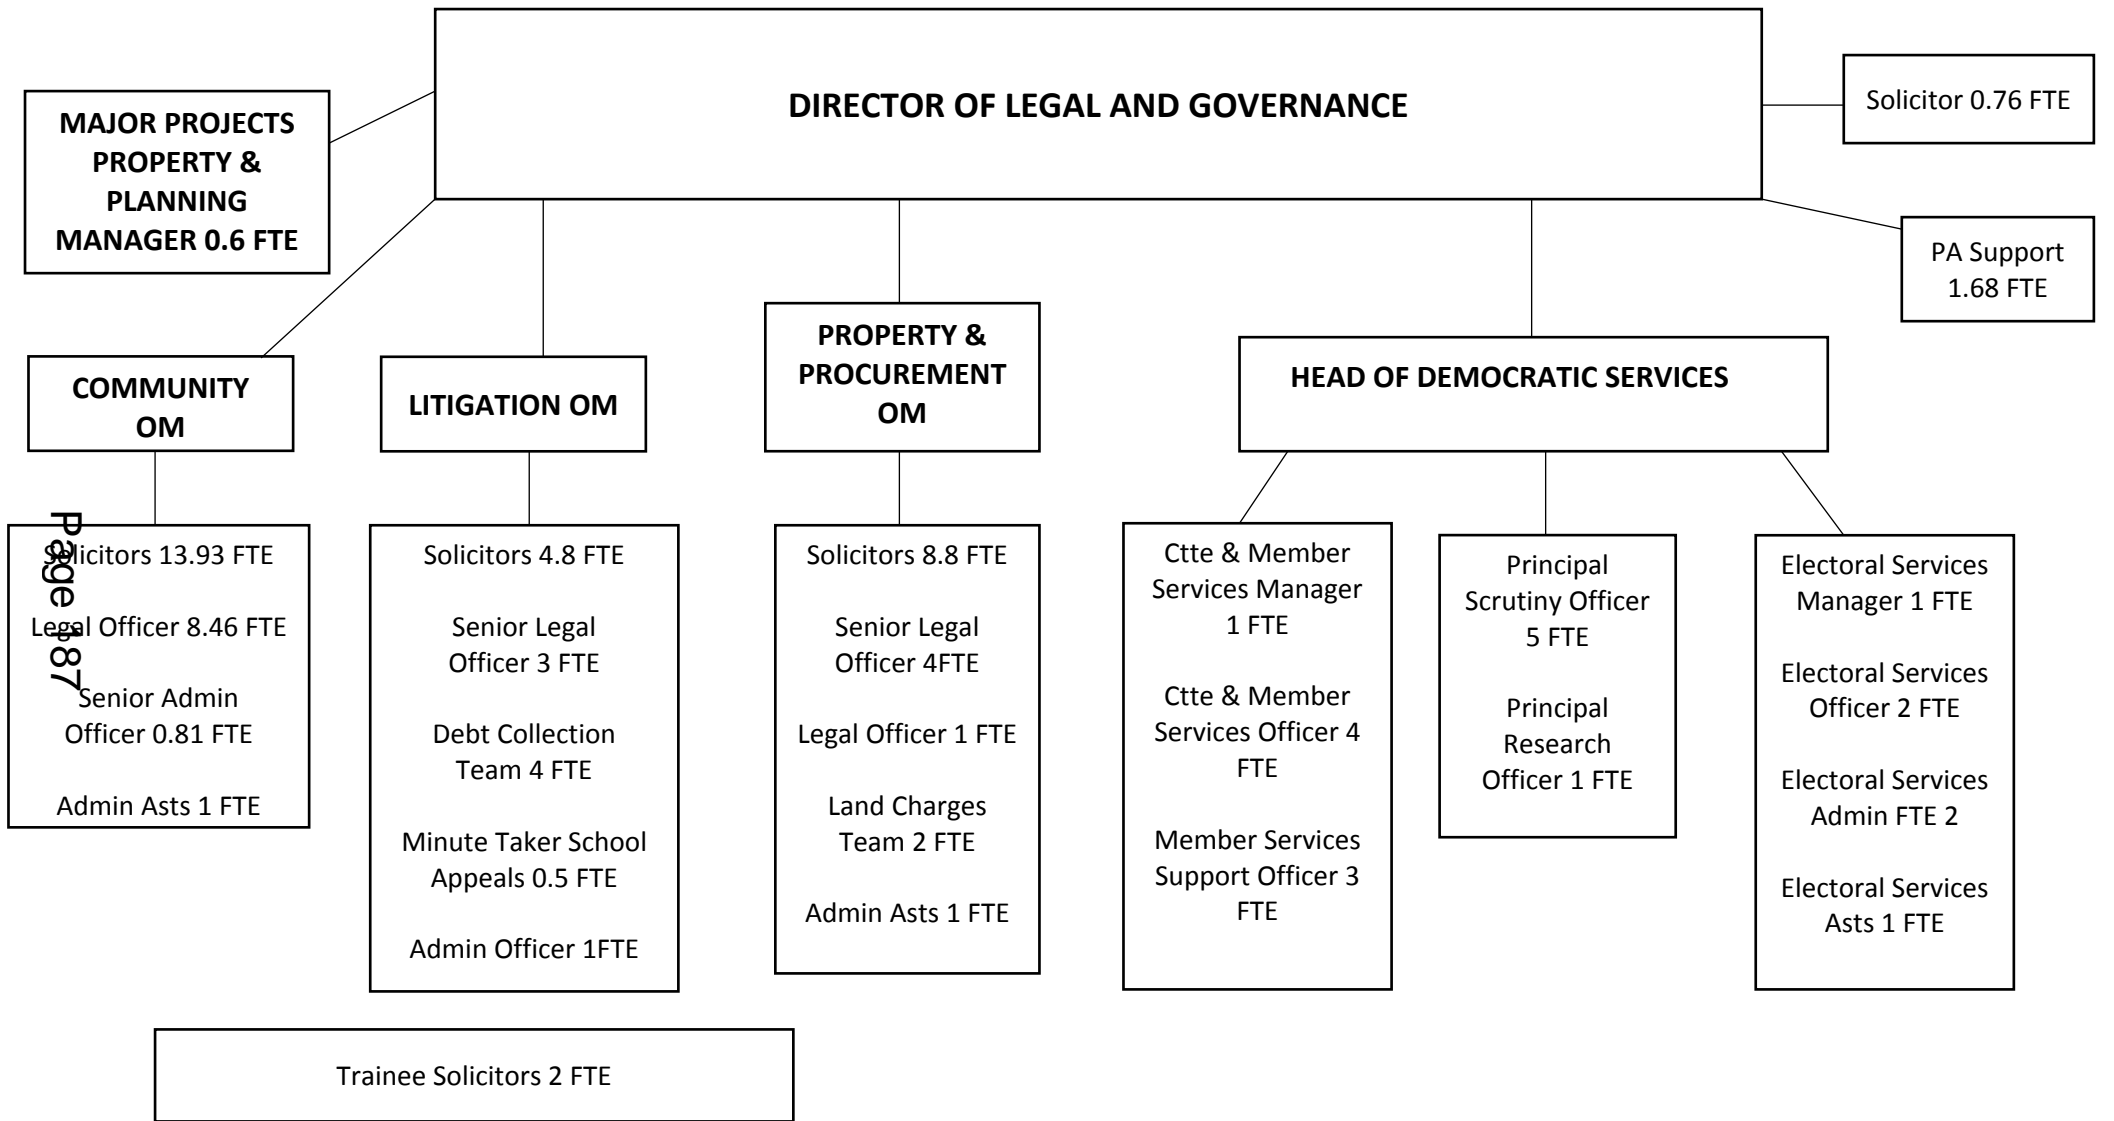 DIRECTOR OF LEGAL AND GOVERNANCE
MAJOR PROJECTS
PROPERTY &
PLANNING
MANAGER 0.6 FTE
Solicitor 0.76 FTE
PA Support
1.68 FTE
COMMUNITY
OM
LITIGATION OM
PROPERTY &
PROCUREMENT
OM
HEAD OF DEMOCRATIC SERVICES
Solicitors 13.93 FTE
Legal Officer 8.46 FTE
Senior Admin
Officer 0.81 FTE
Admin Asts 1 FTE
Page 187
Solicitors 4.8 FTE
Senior Legal
Officer 3 FTE
Debt Collection
Team 4 FTE
Minute Taker School
Appeals 0.5 FTE
Admin Officer 1FTE
Solicitors 8.8 FTE
Senior Legal
Officer 4FTE
Legal Officer 1 FTE
Land Charges
Team 2 FTE
Admin Asts 1 FTE
Ctte & Member
Services Manager
1 FTE
Ctte & Member
Services Officer 4
FTE
Member Services
Support Officer 3
FTE
Principal
Scrutiny Officer
5 FTE
Principal
Research
Officer 1 FTE
Electoral Services
Manager 1 FTE
Electoral Services
Officer 2 FTE
Electoral Services
Admin FTE 2
Electoral Services
Asts 1 FTE
Trainee Solicitors 2 FTE